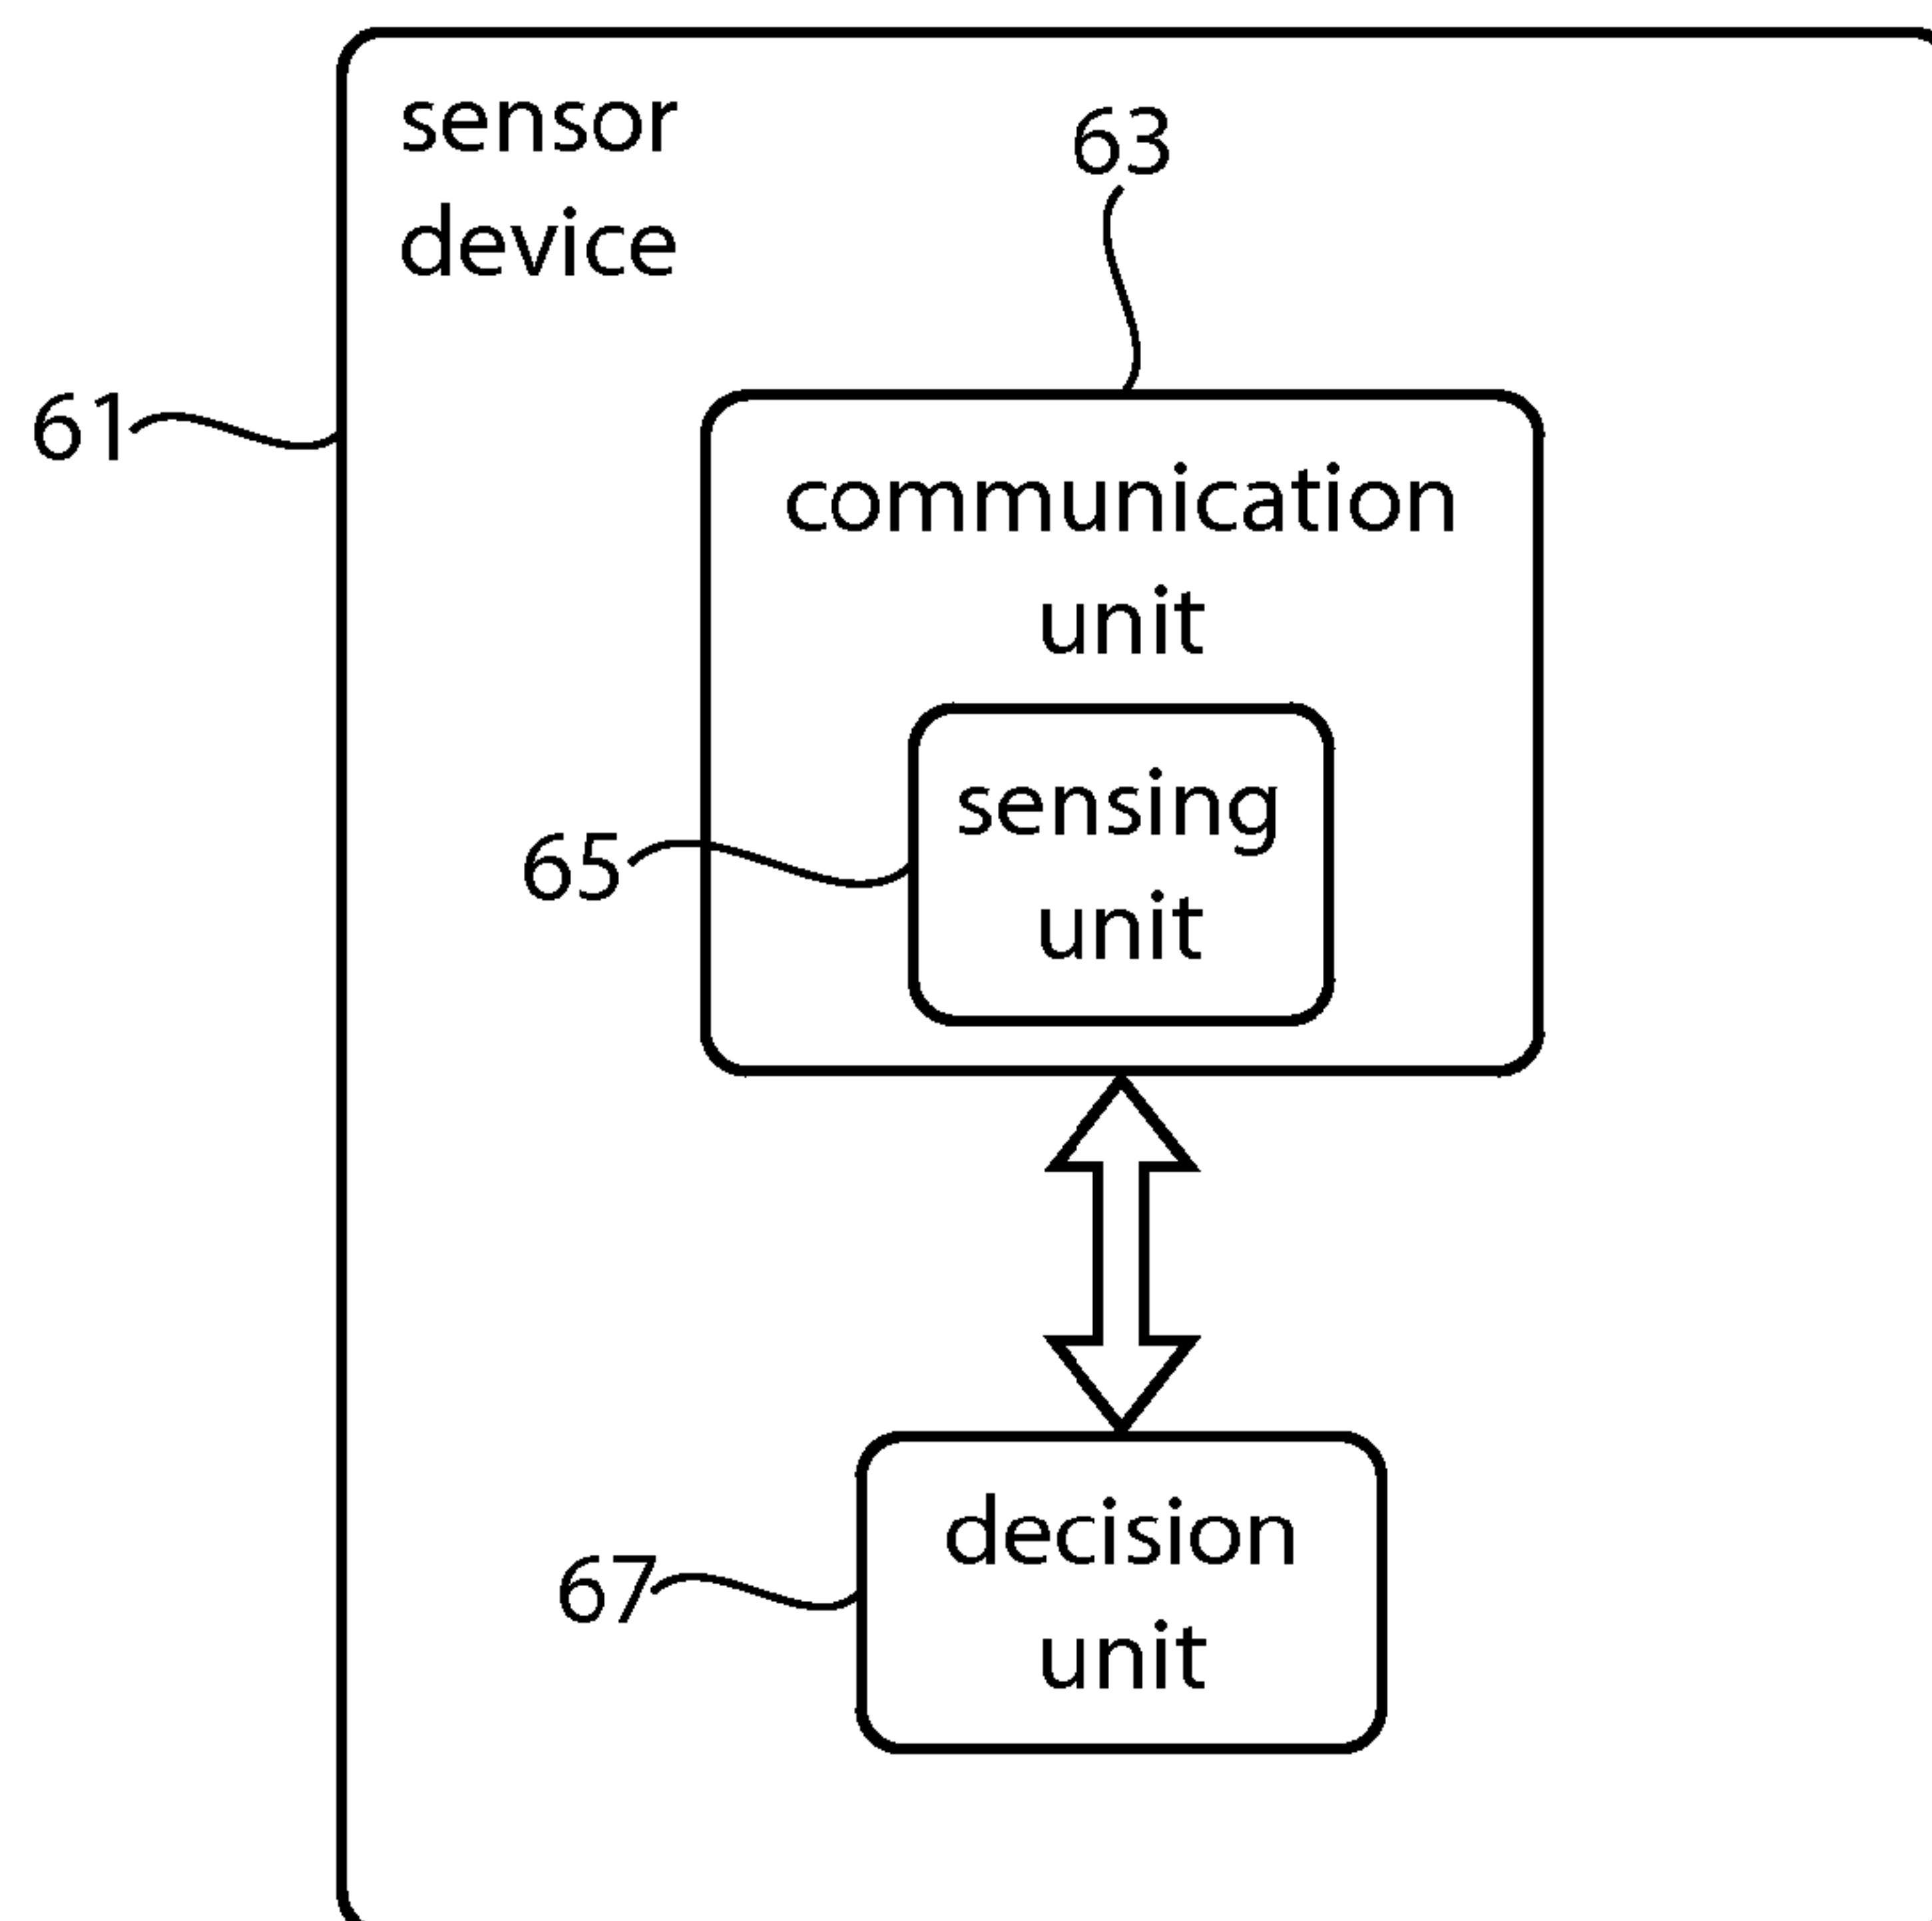 sensor
device
63
61
communication
unit
sensing
unit
65
decision
unit
67